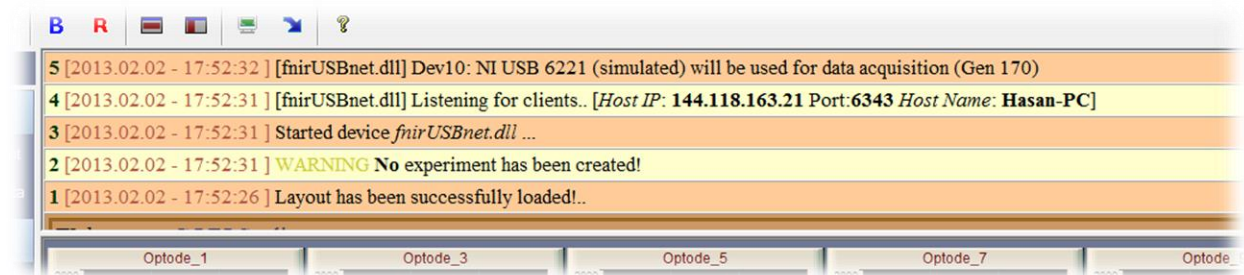 B R
5 [2013.02.02 - 17:52:32 ] [fnirUSBnet.dll] Dev10: NI USB 6221 (simulated) will be used for data acquisition (Gen 170)
4 [2013.02.02 - 17:52:31 ] [fnirUSBnet.dll] Listening for clients.. [Host IP: 144.118.163.21 Port:6343 Host Name: Hasan-PC]
3 [2013.02.02 - 17:52:31 ] Started device fnirUSBnet.dll ...
2 [2013.02.02 - 17:52:31 ] WARNING No experiment has been created!
1 [2013.02.02 - 17:52:26 ] Layout has been successfully loaded!..
Optode_1 Optode_3 Optode_5 Optode_7